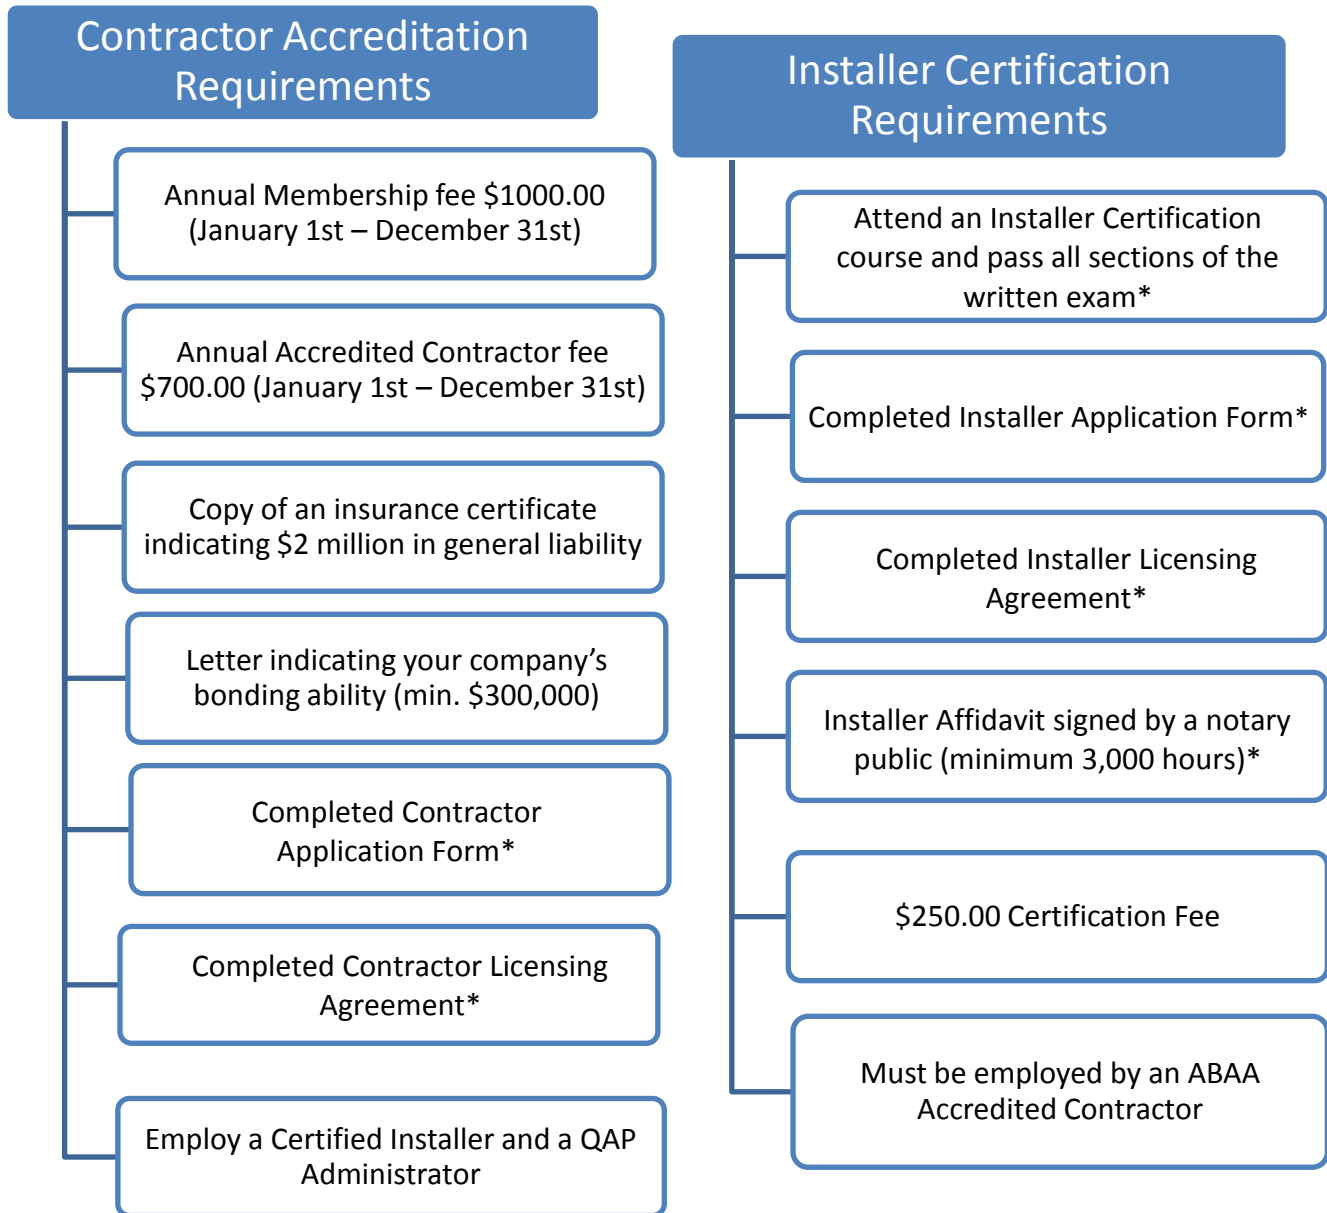 Contractor Accreditation
Requirements
Annual Membership fee $1000.00
(January 1st – December 31st)
Annual Accredited Contractor fee
$700.00 (January 1st – December 31st)
Copy of an insurance certificate
indicating $2 million in general liability
Letter indicating your company’s
bonding ability (min. $300,000)
Completed Contractor
Application Form*
Completed Contractor Licensing
Agreement*
Employ a Certified Installer and a QAP
Administrator
Installer Certification
Requirements
Attend an Installer Certification
course and pass all sections of the
written exam*
Completed Installer Application Form*
Completed Installer Licensing
Agreement*
Installer Affidavit signed by a notary
public (minimum 3,000 hours)*
$250.00 Certification Fee
Must be employed by an ABAA
Accredited Contractor